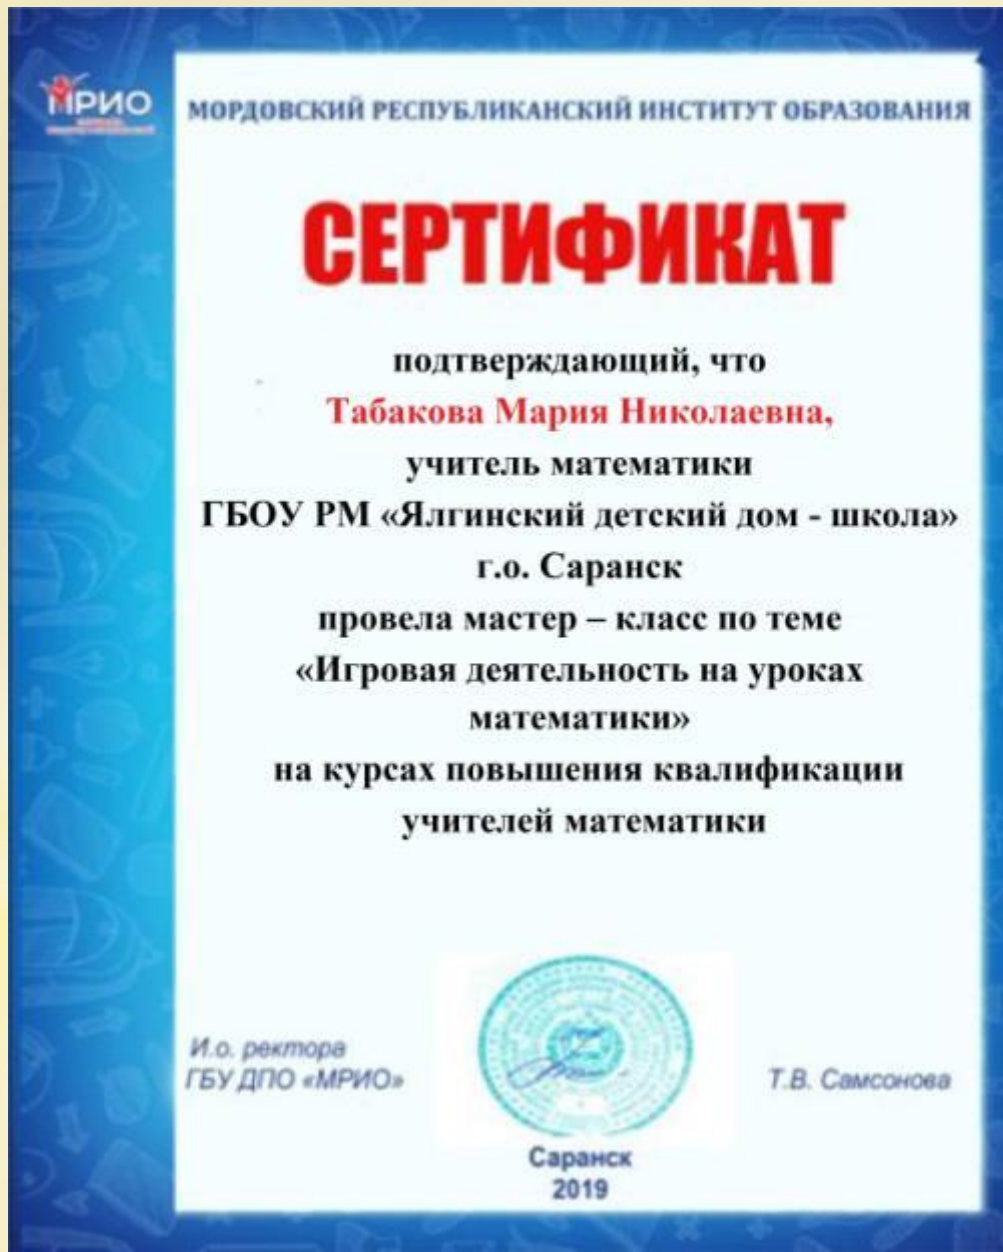 МРИО
МОРДОВСКИЙ РЕСПУБЛИКАНСКИЙ ИНСТИТУТ ОБРАЗОВАНИЯ
СЕРТИФИКАТ
подтверждающий, что
Табакова Мария Николаевна,
учитель математики
ГБОУ РМ «Ялгинский детский дом - школа»
г.о. Саранск
провела мастер – класс по теме
«Игровая деятельность на уроках
математики»
на курсах повышения квалификации
учителей математики
И.о. ректора
ГБУ ДПО «МРИО»
Т.В. Самсонова
Саранск
2019